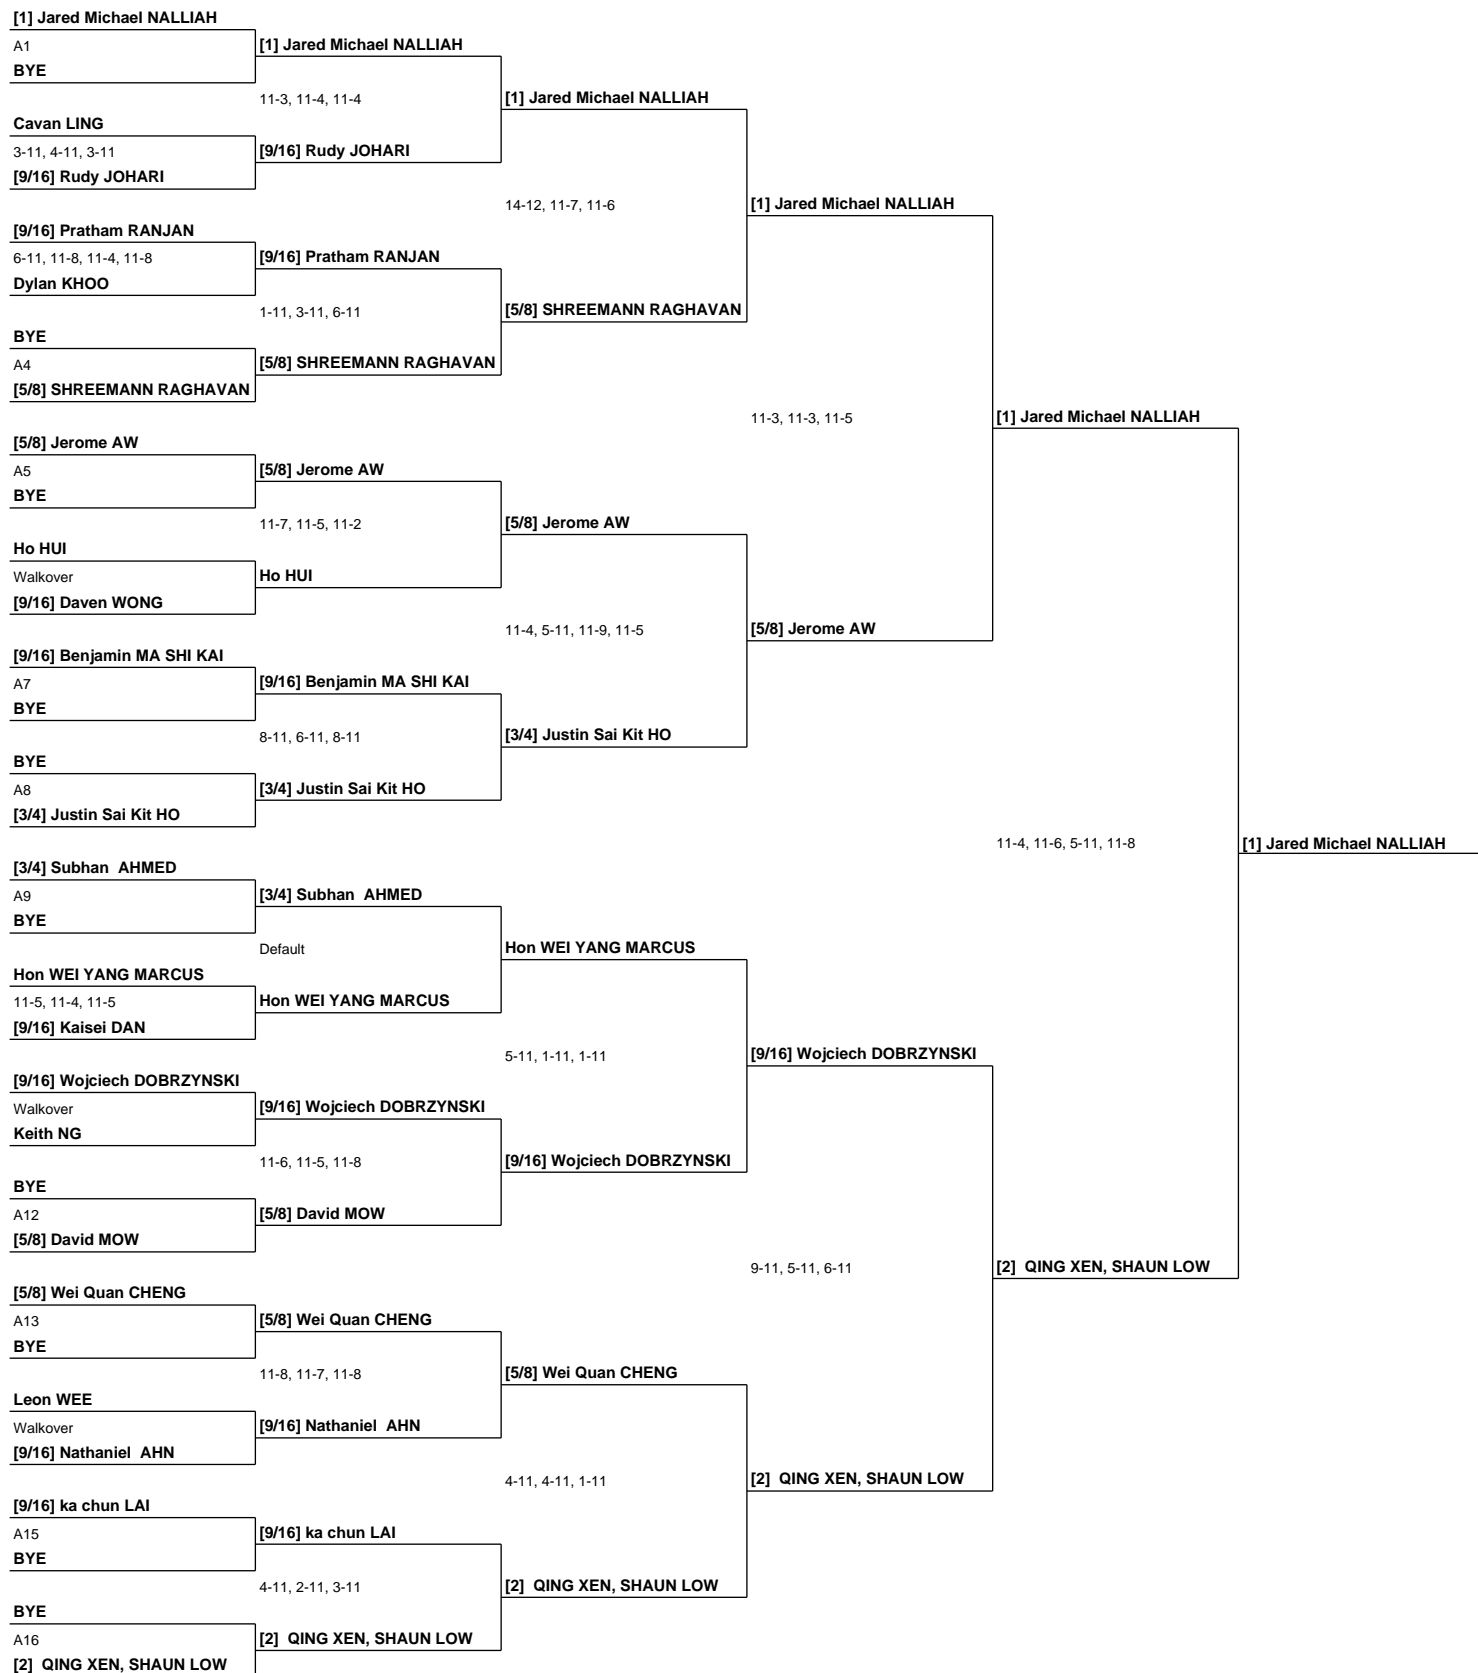 [1] Jared Michael NALLIAH
A1
BYE
Cavan LING
3-11, 4-11, 3-11
[9/16] Rudy JOHARI
[9/16] Pratham RANJAN
6-11, 11-8, 11-4, 11-8
Dylan KHOO
BYE
A4
[5/8] SHREEMANN RAGHAVAN
[5/8] Jerome AW
A5
BYE
Ho HUI
Walkover
[9/16] Daven WONG
[9/16] Benjamin MA SHI KAI
A7
BYE
BYE
A8
[3/4] Justin Sai Kit HO
[3/4] Subhan  AHMED
A9
BYE
Hon WEI YANG MARCUS
11-5, 11-4, 11-5
[9/16] Kaisei DAN
[9/16] Wojciech DOBRZYNSKI
Walkover
Keith NG
BYE
A12
[5/8] David MOW
[5/8] Wei Quan CHENG
A13
BYE
Leon WEE
Walkover
[9/16] Nathaniel  AHN
[9/16] ka chun LAI
A15
BYE
BYE
A16
[2]  QING XEN, SHAUN LOW
[1] Jared Michael NALLIAH
11-3, 11-4, 11-4
[9/16] Rudy JOHARI
[9/16] Pratham RANJAN
1-11, 3-11, 6-11
[5/8] SHREEMANN RAGHAVAN
[5/8] Jerome AW
11-7, 11-5, 11-2
Ho HUI
[9/16] Benjamin MA SHI KAI
8-11, 6-11, 8-11
[3/4] Justin Sai Kit HO
[3/4] Subhan  AHMED
Default
Hon WEI YANG MARCUS
[9/16] Wojciech DOBRZYNSKI
11-6, 11-5, 11-8
[5/8] David MOW
[5/8] Wei Quan CHENG
11-8, 11-7, 11-8
[9/16] Nathaniel  AHN
[9/16] ka chun LAI
4-11, 2-11, 3-11
[2]  QING XEN, SHAUN LOW
[1] Jared Michael NALLIAH
14-12, 11-7, 11-6
[5/8] SHREEMANN RAGHAVAN
[5/8] Jerome AW
11-4, 5-11, 11-9, 11-5
[3/4] Justin Sai Kit HO
Hon WEI YANG MARCUS
5-11, 1-11, 1-11
[9/16] Wojciech DOBRZYNSKI
[5/8] Wei Quan CHENG
4-11, 4-11, 1-11
[2]  QING XEN, SHAUN LOW
[1] Jared Michael NALLIAH
11-3, 11-3, 11-5
[5/8] Jerome AW
[9/16] Wojciech DOBRZYNSKI
9-11, 5-11, 6-11
[2]  QING XEN, SHAUN LOW
[1] Jared Michael NALLIAH
11-4, 11-6, 5-11, 11-8
[2]  QING XEN, SHAUN LOW
[1] Jared Michael NALLIAH